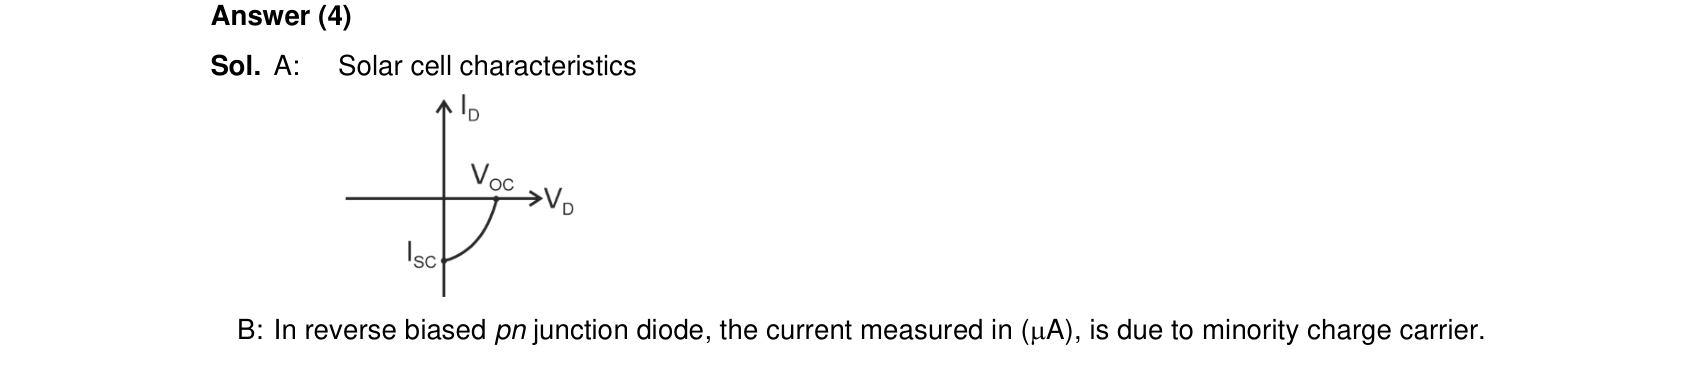 Answer (4)
Sol. A: Solar cell characteristics
I_D
V_OC
V_D
I_SC
B: In reverse biased pn junction diode, the current measured in (μA), is due to minority charge carrier.